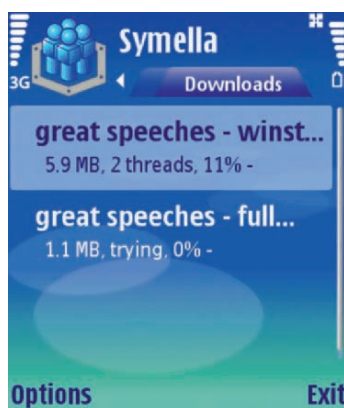 Symella
3G
Downloads
great speeches - winst...
5.9 MB, 2 threads, 11% -
great speeches - full...
1.1 MB, trying, 0% -
Options
Exit